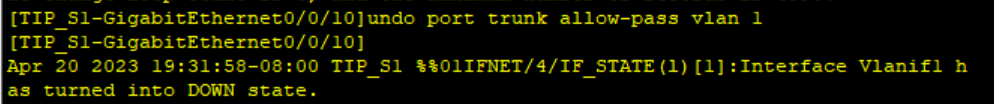 [TIP_S1-GigabitEthernet0/0/10]undo port trunk allow-pass vlan 1
[TIP_S1-GigabitEthernet0/0/10]
Apr 20 2023 19:31:58-08:00 TIP_S1 %%01IFNET/4/IF_STATE(l)[1]:Interface Vlanif1 h
as turned into DOWN state.